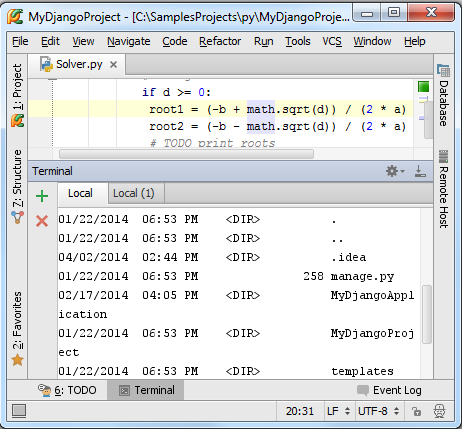 MyDjangoProject - [C:\SamplesProjects\py\MyDjangoProje...
File Edit View Navigate Code Refactor Run Tools VCS Window Help
Solver.py
if d >= 0:
root1 = (-b + math.sqrt(d)) / (2 * a)
root2 = (-b - math.sqrt(d)) / (2 * a)
# TODO print roots
1: Project
Z: Structure
2: Favorites
Database
Remote Host
Terminal
Local Local (1)
01/22/2014 06:53 PM <DIR> .
01/22/2014 06:53 PM <DIR> ..
04/02/2014 02:44 PM <DIR> .idea
01/22/2014 06:53 PM 258 manage.py
02/17/2014 04:05 PM <DIR> MyDjangoAppl
ication
01/22/2014 06:53 PM <DIR> MyDjangoProj
ect
01/22/2014 06:53 PM <DIR> templates
6: TODO Terminal Event Log
20:31 LF UTF-8